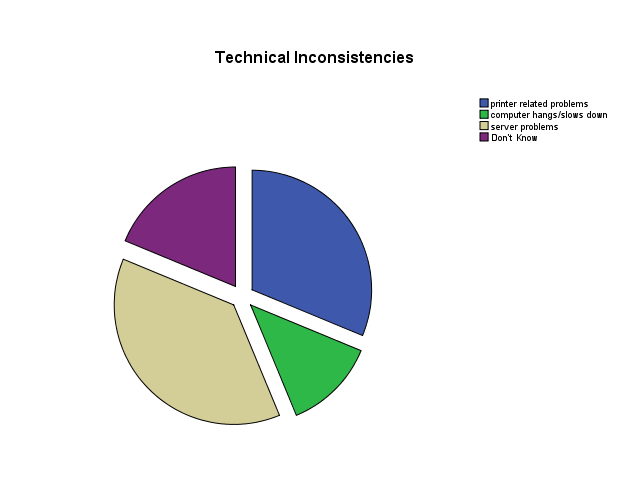 Technical Inconsistencies
printer related problems
computer hangs/slows down
server problems
Don't Know